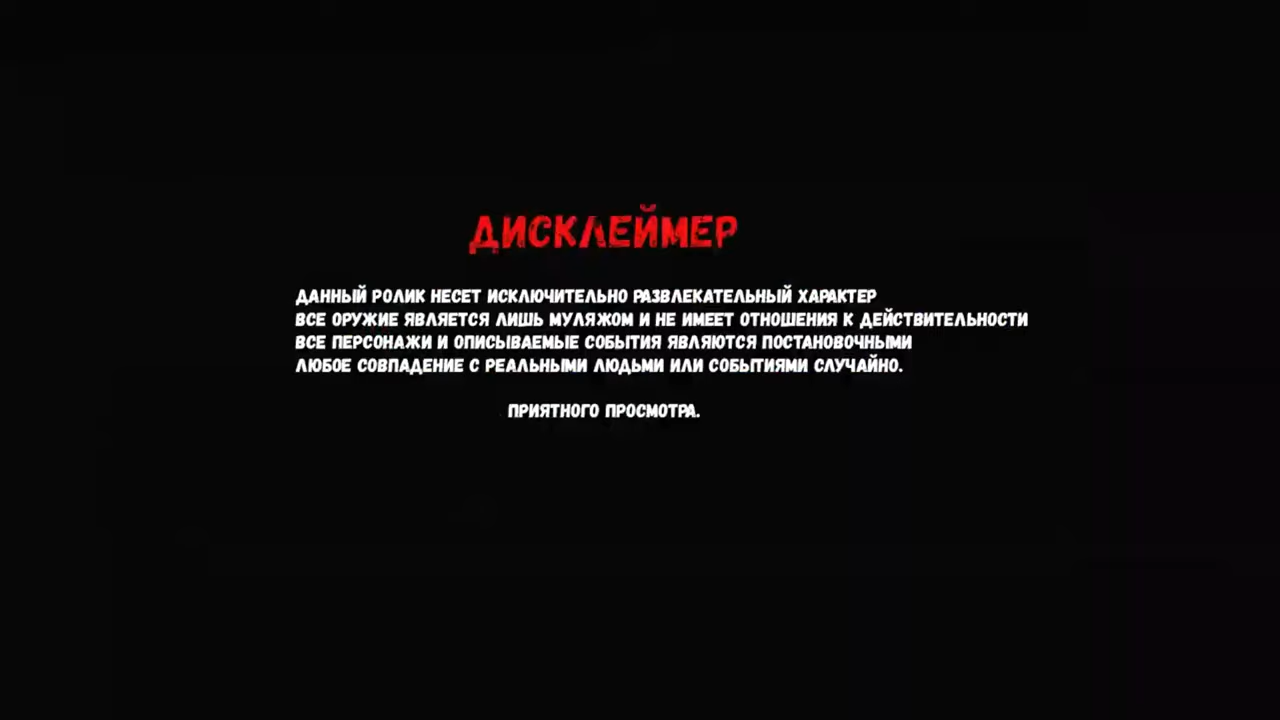 ДИСКЛЕЙМЕР
ДАННЫЙ РОЛИК НЕСЕТ ИСКЛЮЧИТЕЛЬНО РАЗВЛЕКАТЕЛЬНЫЙ ХАРАКТЕР
ВСЕ ОРУЖИЕ ЯВЛЯЕТСЯ ЛИШЬ МУЛЯЖОМ И НЕ ИМЕЕТ ОТНОШЕНИЯ К ДЕЙСТВИТЕЛЬНОСТИ
ВСЕ ПЕРСОНАЖИ И ОПИСЫВАЕМЫЕ СОБЫТИЯ ЯВЛЯЮТСЯ ПОСТАНОВОЧНЫМИ
ЛЮБОЕ СОВПАДЕНИЕ С РЕАЛЬНЫМИ ЛЮДЬМИ ИЛИ СОБЫТИЯМИ СЛУЧАЙНО.
ПРИЯТНОГО ПРОСМОТРА.